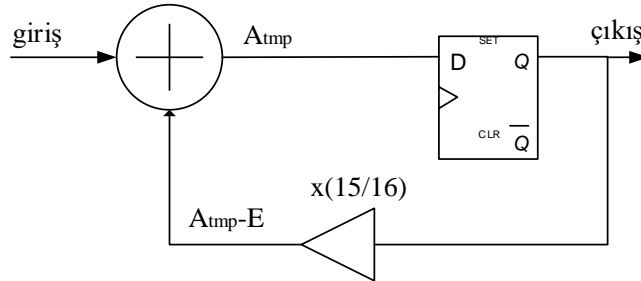 giriş
Atmp
SET
D
Q
CLR
Q
çıkış
x(15/16)
Atmp-E